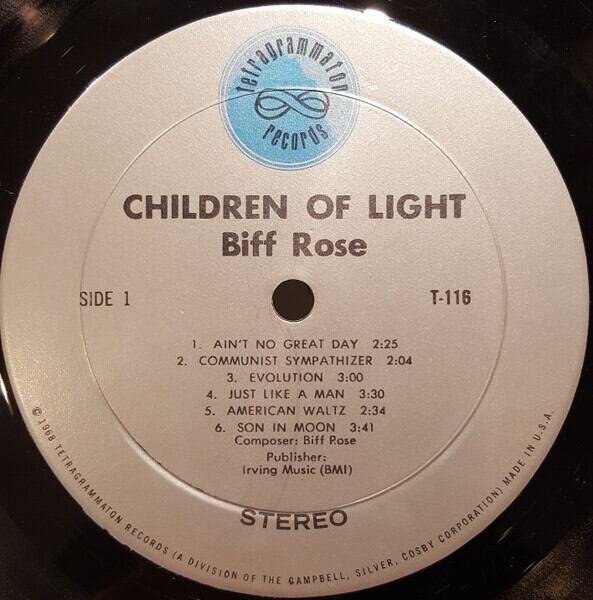 tetragrammaton
records
CHILDREN OF LIGHT
Biff Rose
SIDE 1
T-116
1. AIN'T NO GREAT DAY 2:25
2. COMMUNIST SYMPATHIZER 2:04
3. EVOLUTION 3:00
4. JUST LIKE A MAN 3:30
5. AMERICAN WALTZ 2:34
6. SON IN MOON 3:41
Composer: Biff Rose
Publisher:
Irving Music (BMI)
STEREO
© 1968 TETRAGRAMMATON RECORDS (A DIVISION OF THE CAMPBELL, SILVER, COSBY CORPORATION) MADE IN U.S.A.